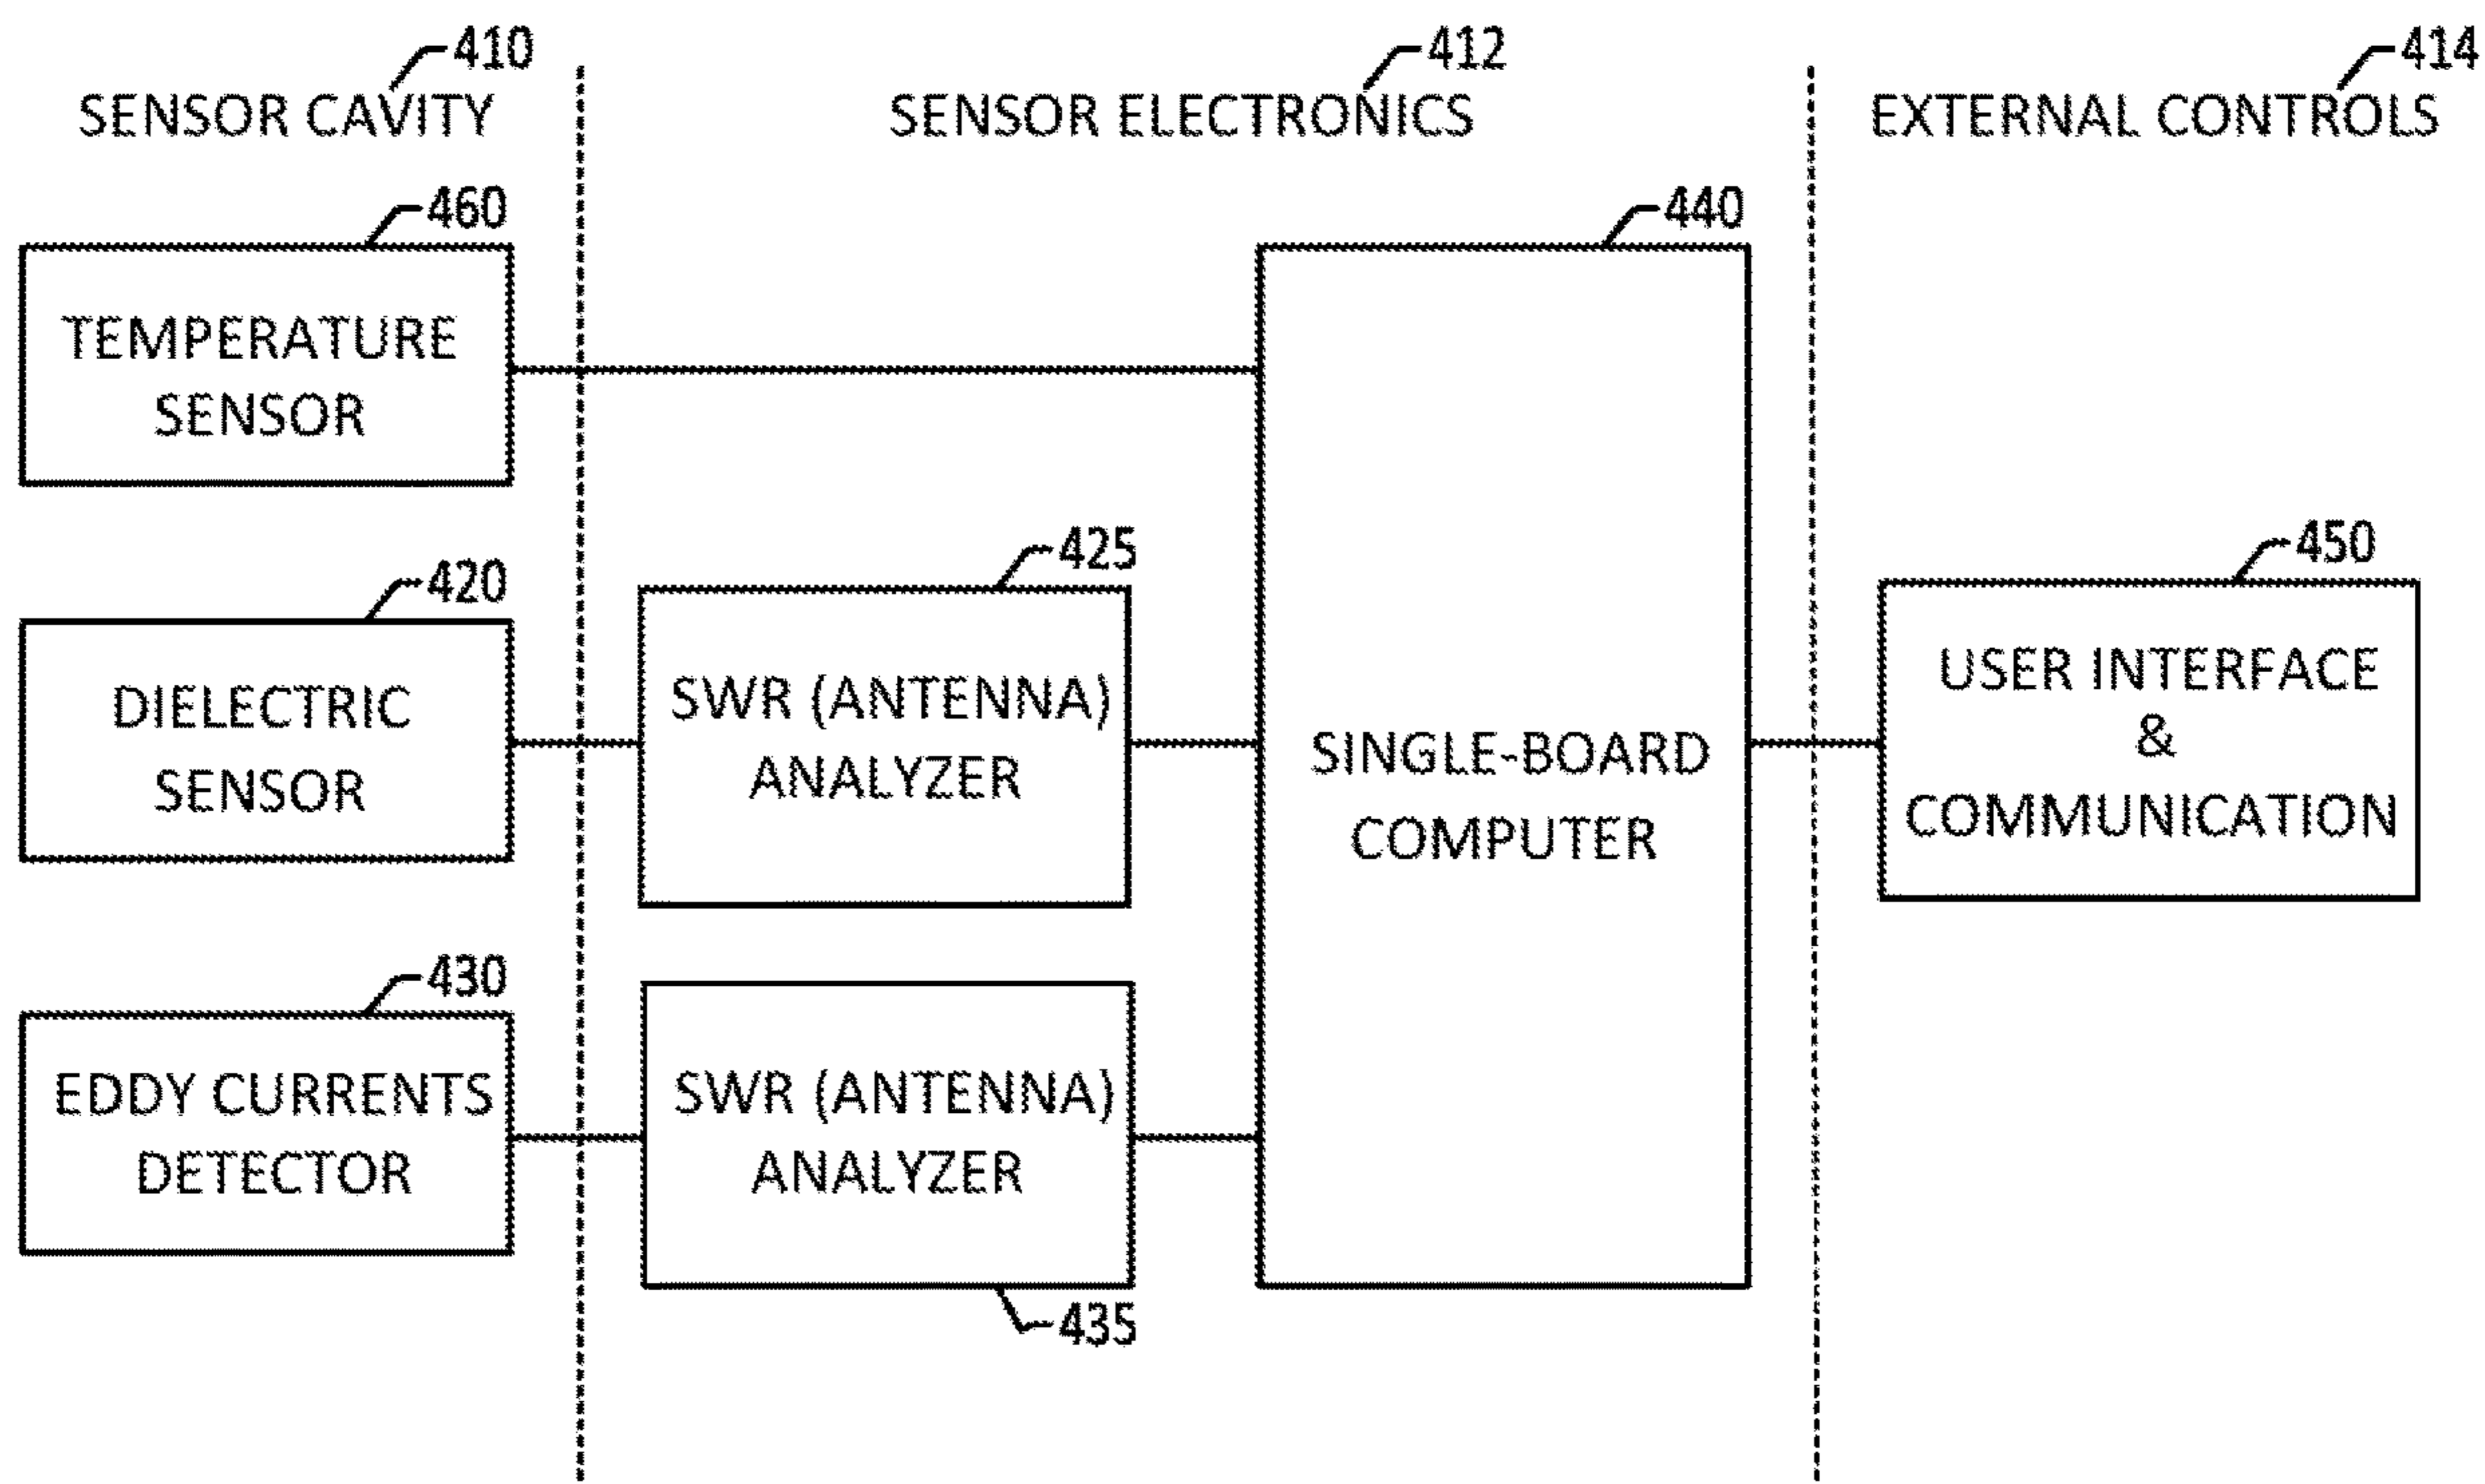 410
SENSOR CAVITY
412
SENSOR ELECTRONICS
414
EXTERNAL CONTROLS
460
TEMPERATURE
SENSOR
420
DIELECTRIC
SENSOR
430
EDDY CURRENTS
DETECTOR
425
SWR (ANTENNA)
ANALYZER
SWR (ANTENNA)
ANALYZER
435
440
SINGLE-BOARD
COMPUTER
450
USER INTERFACE
&
COMMUNICATION